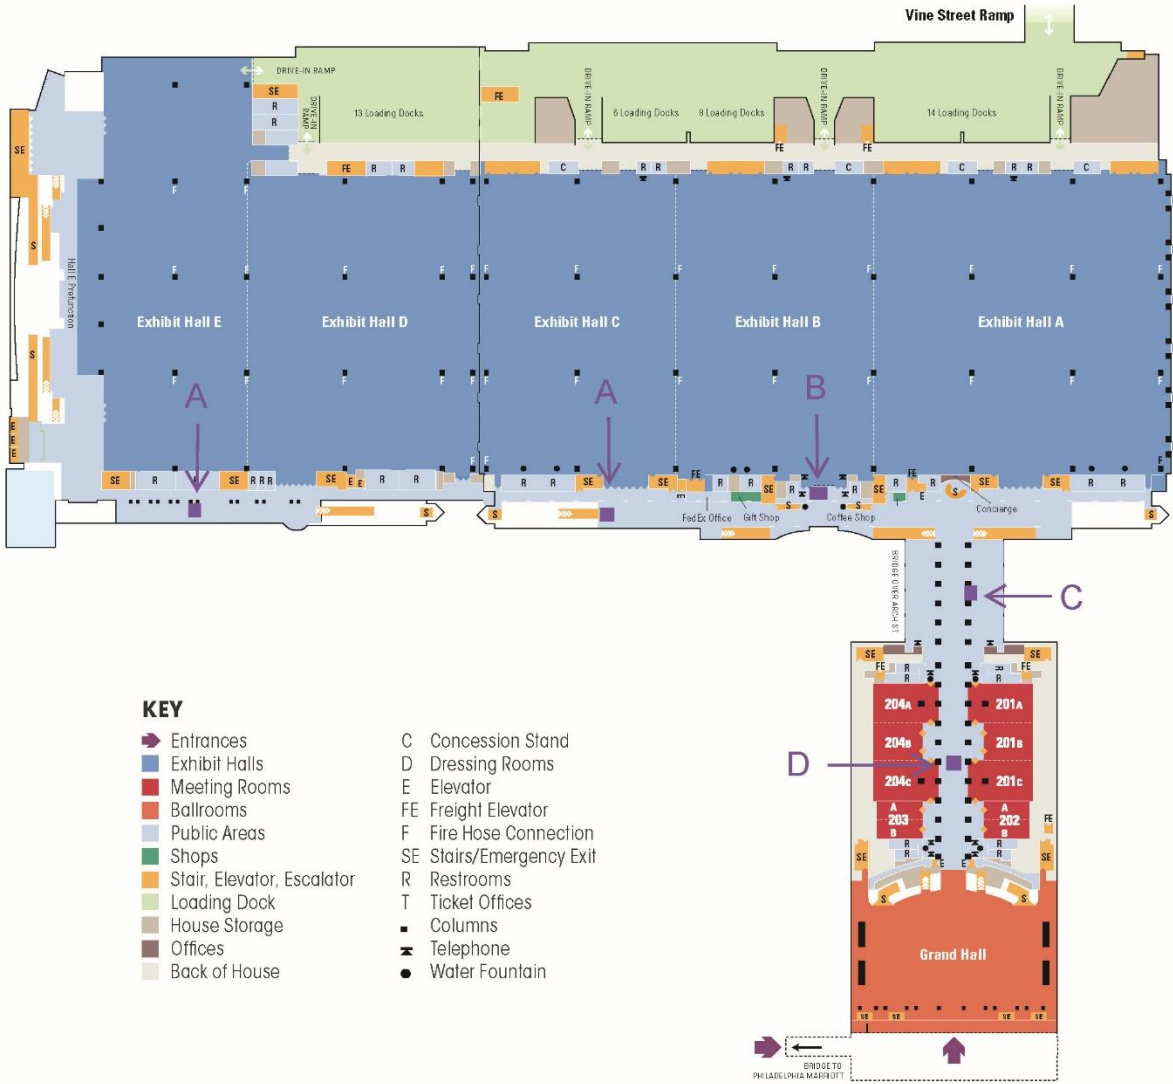 Vine Street Ramp
DRIVE-IN RAMP
DRIVE-IN RAMP
DRIVE-IN RAMP
DRIVE-IN RAMP
DRIVE-IN RAMP
13 Loading Docks
6 Loading Docks
8 Loading Docks
14 Loading Docks
SE
R
R
FE
FE
FE
SE
FE R R
C
R R
R R
C
C
R R
C
S
Hall E Prefunction
S
F F F F F F F F F F
Exhibit Hall E
Exhibit Hall D
Exhibit Hall C
Exhibit Hall B
Exhibit Hall A
F F F F F F F F F F
A
A
B
E
E
E
SE R R SE R R R SE E E R R SE R R SE SE FE R R SE R R SE R FE E R SE R R SE
S
S
S
S
S
S
FedEx Office
Gift Shop
Coffee Shop
Concierge
BRIDGE OVER ARCH ST.
C
SE
SE
FE R
R
R FE
R
204A
201A
204B
201B
D
204C
201C
A
203
B
A
202
B
FE
R
R
R
R
SE
E
E
SE
S
S
Grand Hall
SE SE SE SE
BRIDGE TO
PHILADELPHIA MARRIOTT
KEY
Entrances
Exhibit Halls
Meeting Rooms
Ballrooms
Public Areas
Shops
Stair, Elevator, Escalator
Loading Dock
House Storage
Offices
Back of House
C Concession Stand
D Dressing Rooms
E Elevator
FE Freight Elevator
F Fire Hose Connection
SE Stairs/Emergency Exit
R Restrooms
T Ticket Offices
Columns
Telephone
Water Fountain